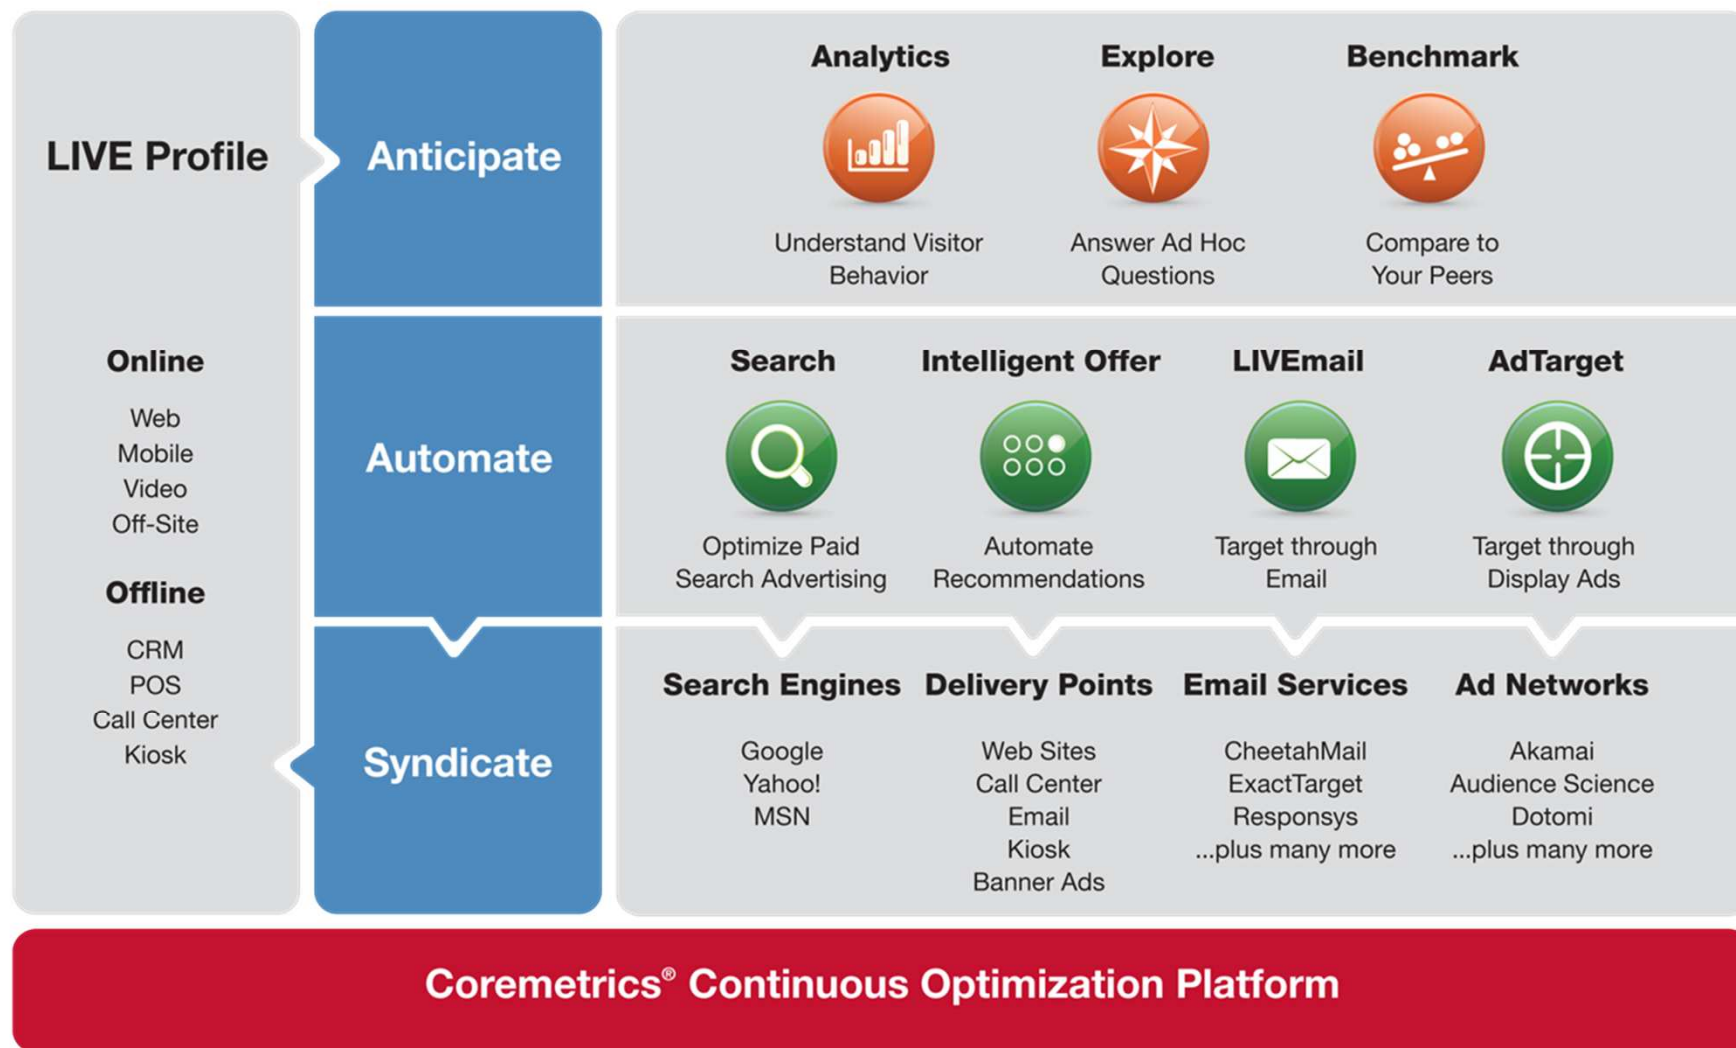 LIVE Profile
Online
Web
Mobile
Video
Off-Site
Offline
CRM
POS
Call Center
Kiosk
Anticipate
Analytics
Understand Visitor
Behavior
Explore
Answer Ad Hoc
Questions
Benchmark
Compare to
Your Peers
Automate
Search
Optimize Paid
Search Advertising
Intelligent Offer
Automate
Recommendations
LIVEmail
Target through
Email
AdTarget
Target through
Display Ads
Syndicate
Search Engines
Google
Yahoo!
MSN
Delivery Points
Web Sites
Call Center
Email
Kiosk
Banner Ads
Email Services
CheetahMail
ExactTarget
Responsys
...plus many more
Ad Networks
Akamai
Audience Science
Dotomi
...plus many more
Coremetrics® Continuous Optimization Platform